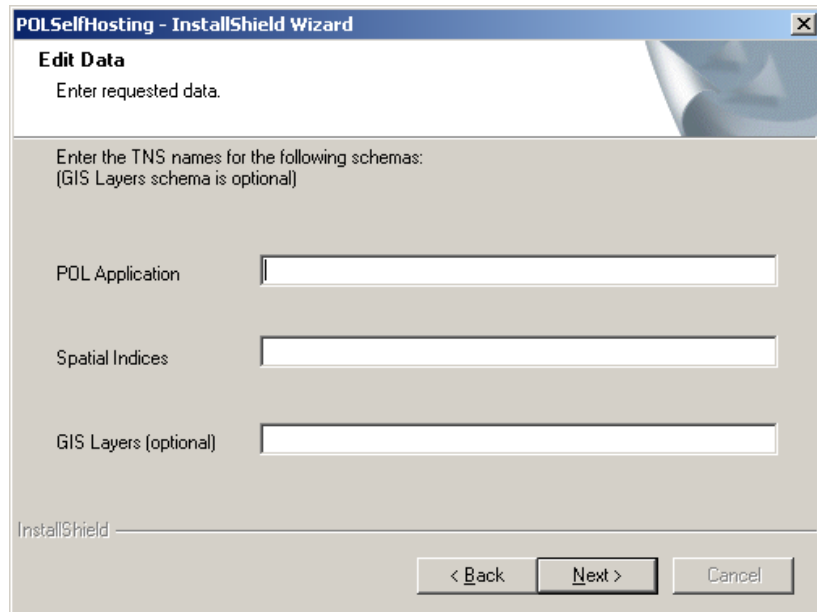 POLSelfHosting - InstallShield Wizard
Edit Data
Enter requested data.
Enter the TNS names for the following schemas:
(GIS Layers schema is optional)
POL Application
Spatial Indices
GIS Layers (optional)
InstallShield
< Back
Next >
Cancel